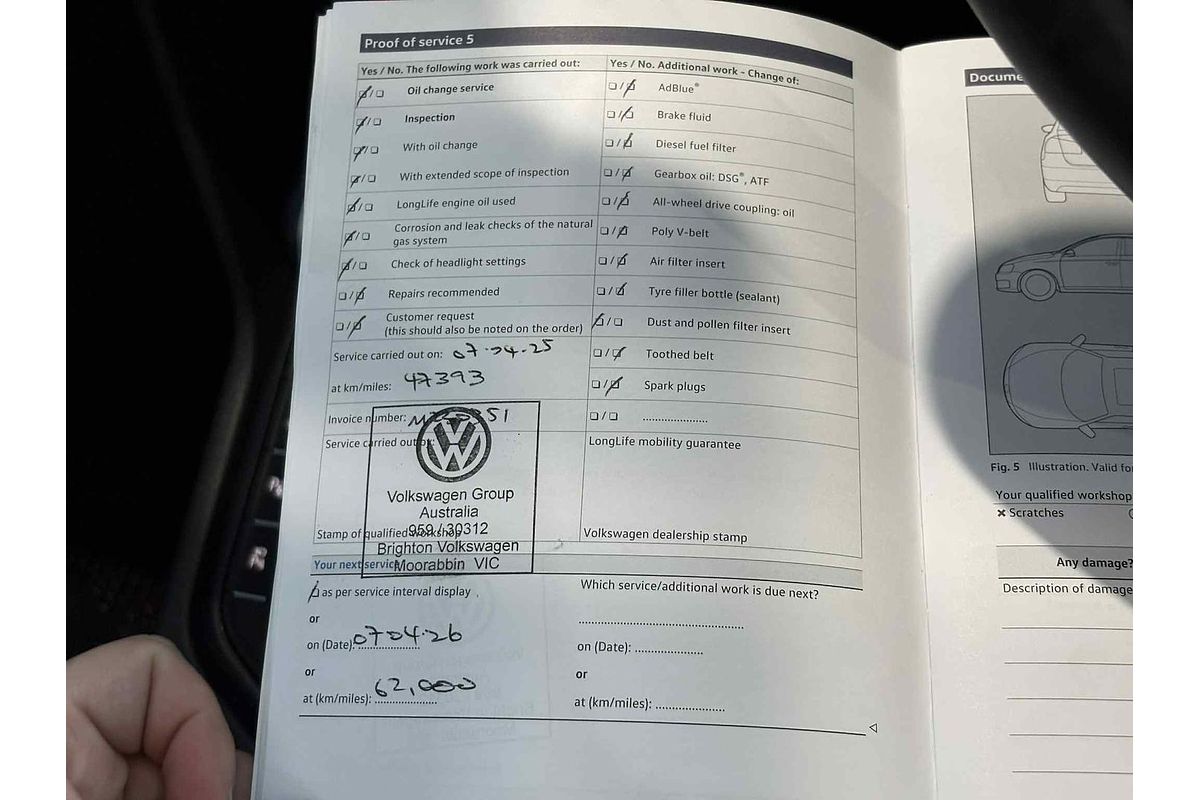 Proof of service 5
Yes / No. The following work was carried out:
Oil change service
Inspection
With oil change
With extended scope of inspection
LongLife engine oil used
Corrosion and leak checks of the natural
gas system
Check of headlight settings
Repairs recommended
Customer request
(this should also be noted on the order)
Service carried out on: 07.04.25
at km/miles: 47393
Invoice number:
Service carried out by:
Volkswagen Group
Australia
959 / 30312
Brighton Volkswagen
Moorabbin VIC
Stamp of qualified workshop
Yes / No. Additional work - Change of:
AdBlue®
Brake fluid
Diesel fuel filter
Gearbox oil: DSG®, ATF
All-wheel drive coupling: oil
Poly V-belt
Air filter insert
Tyre filler bottle (sealant)
Dust and pollen filter insert
Toothed belt
Spark plugs
......................
LongLife mobility guarantee
Volkswagen dealership stamp
Your next service
as per service interval display
or
on (Date): 07 04.26
or
at (km/miles): 62,000
Which service/additional work is due next?
on (Date): .....................
or
at (km/miles): .....................
Docume
Fig. 5 Illustration. Valid for
Your qualified workshop
× Scratches
Any damage?
Description of damage